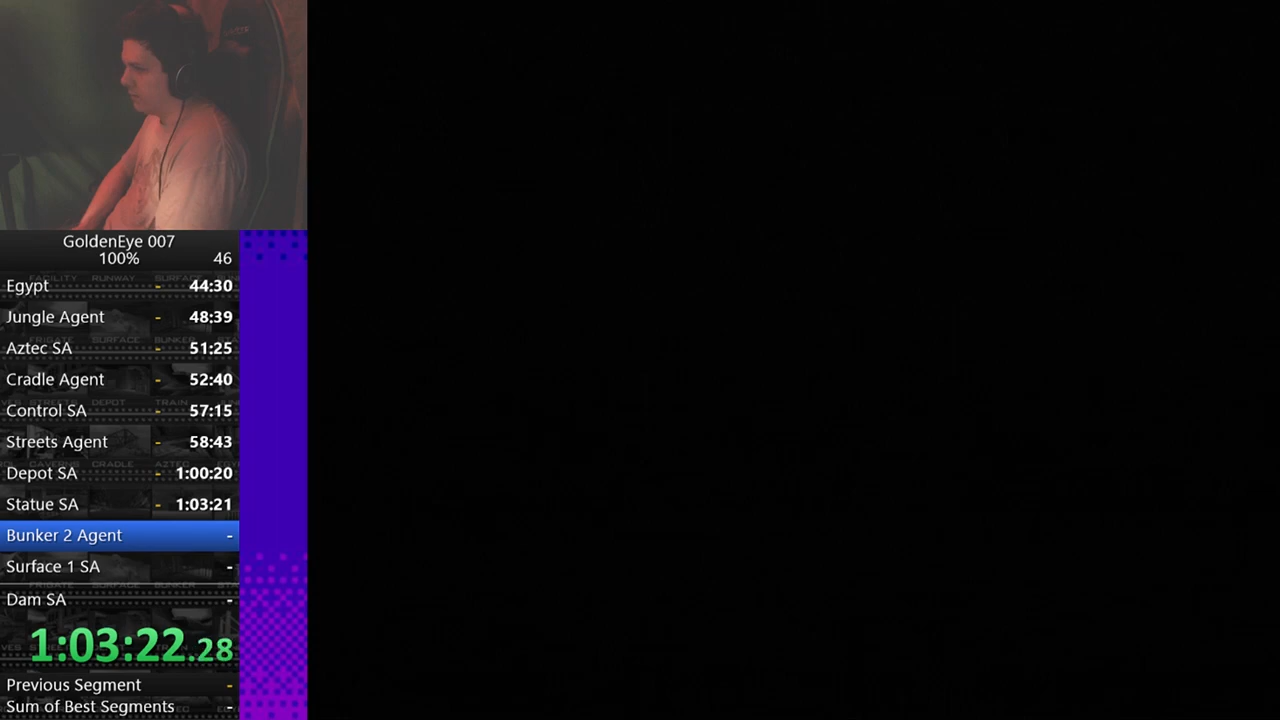 GoldenEye 007
100% 46
Egypt - 44:30
Jungle Agent - 48:39
Aztec SA - 51:25
Cradle Agent - 52:40
Control SA - 57:15
Streets Agent - 58:43
Depot SA - 1:00:20
Statue SA - 1:03:21
Bunker 2 Agent -
Surface 1 SA -
Dam SA -
1:03:22.28
Previous Segment -
Sum of Best Segments -